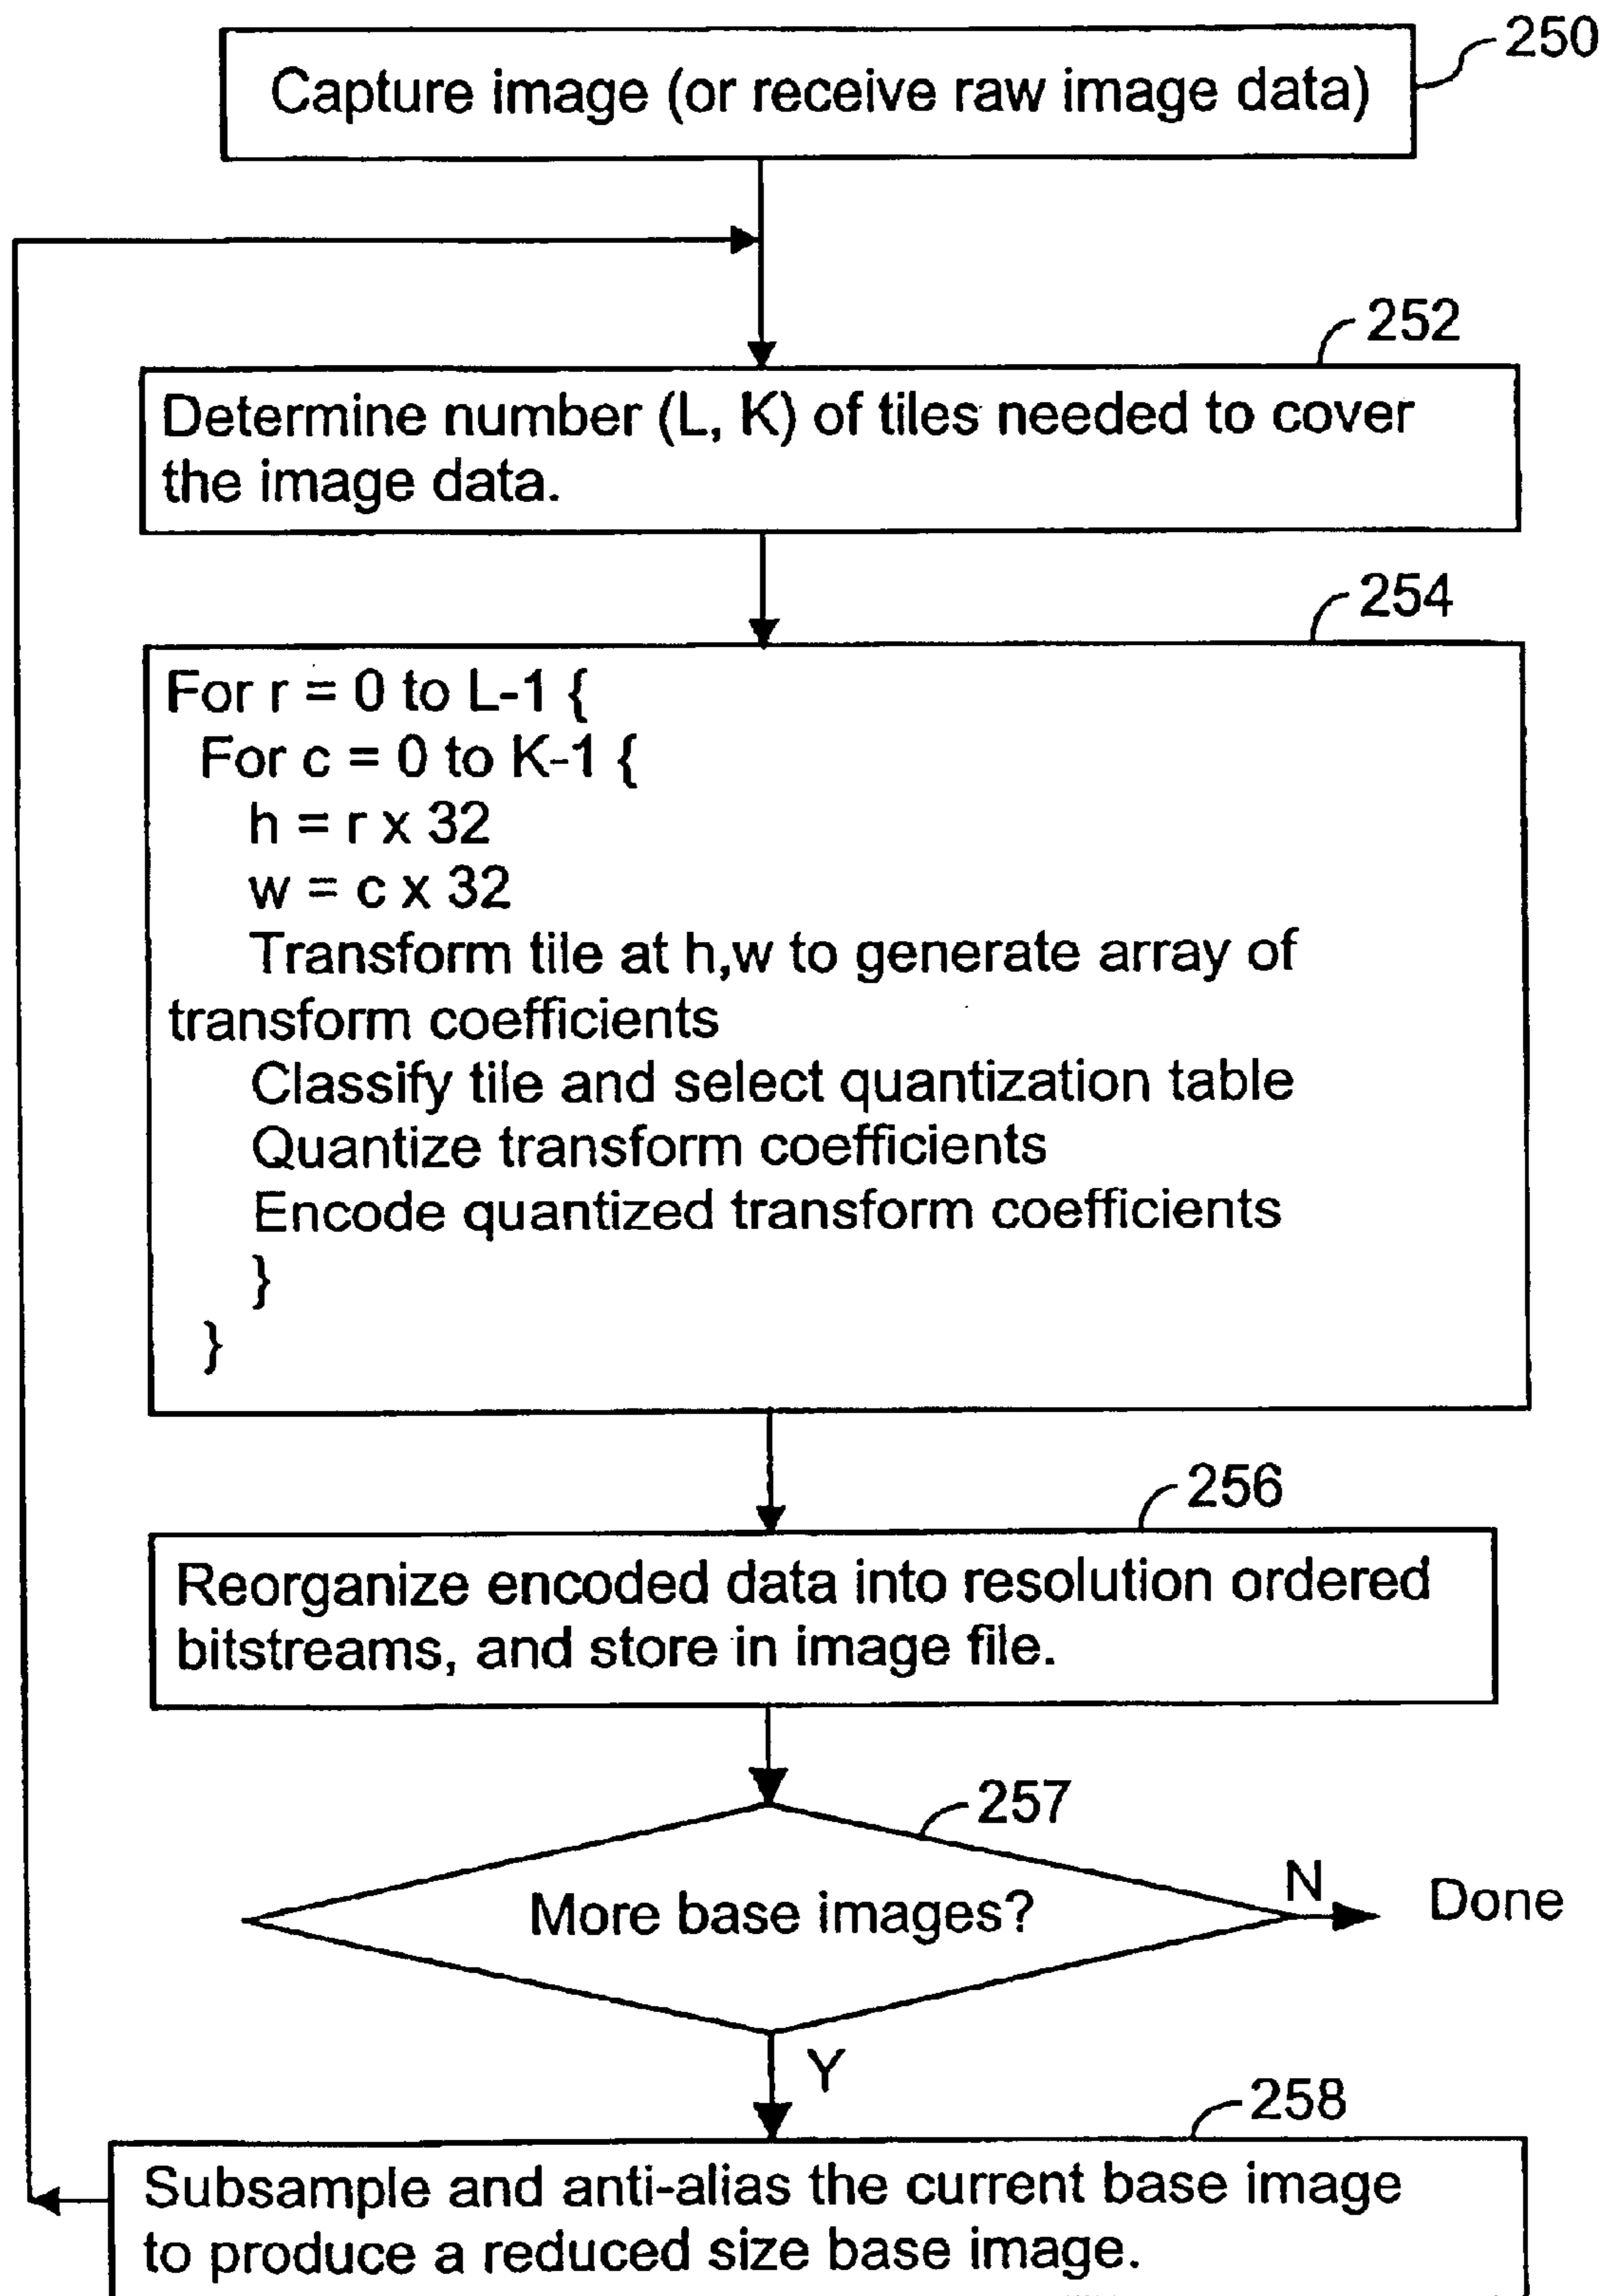 250
Capture image (or receive raw image data)
252
Determine number (L, K) of tiles needed to cover
the image data.
254
For r = 0 to L-1 {
For c = 0 to K-1 {
h = r x 32
w = c x 32
Transform tile at h,w to generate array of
transform coefficients
Classify tile and select quantization table
Quantize transform coefficients
Encode quantized transform coefficients
}
}
256
Reorganize encoded data into resolution ordered
bitstreams, and store in image file.
257
More base images?
N
Done
Y
258
Subsample and anti-alias the current base image
to produce a reduced size base image.